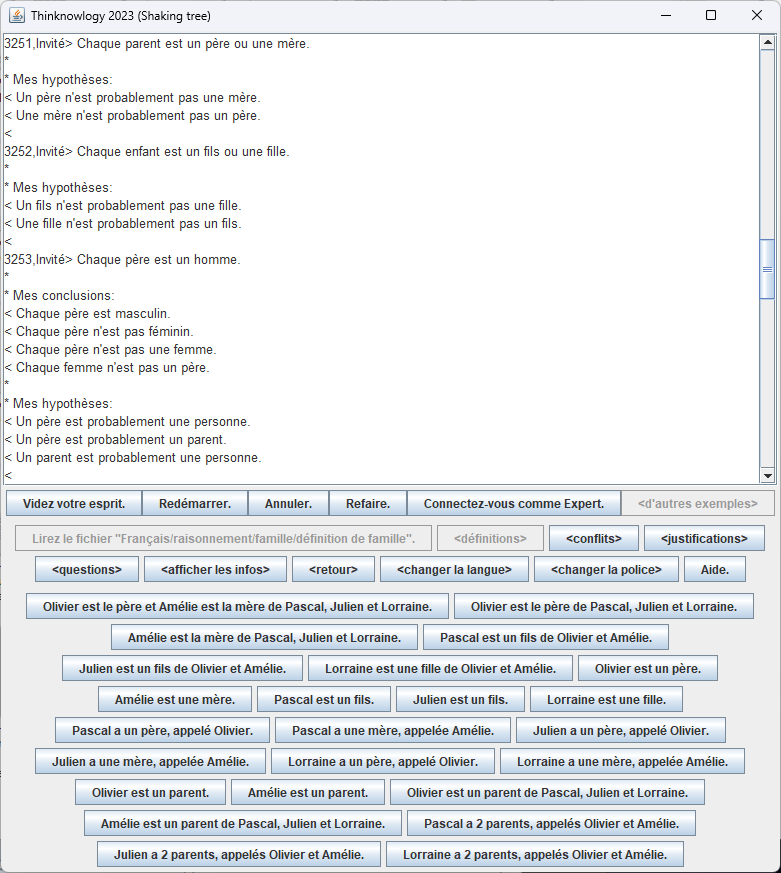 Thinknowlogy 2023 (Shaking tree)
3251,Invité> Chaque parent est un père ou une mère.
*
* Mes hypothèses:
< Un père n'est probablement pas une mère.
< Une mère n'est probablement pas un père.
<
3252,Invité> Chaque enfant est un fils ou une fille.
*
* Mes hypothèses:
< Un fils n'est probablement pas une fille.
< Une fille n'est probablement pas un fils.
<
3253,Invité> Chaque père est un homme.
*
* Mes conclusions:
< Chaque père est masculin.
< Chaque père n'est pas féminin.
< Chaque père n'est pas une femme.
< Chaque femme n'est pas un père.
*
* Mes hypothèses:
< Un père est probablement une personne.
< Un père est probablement un parent.
< Un parent est probablement une personne.
<
Videz votre esprit. Redémarrer. Annuler. Refaire. Connectez-vous comme Expert. <d'autres exemples>
Lirez le fichier "Français/raisonnement/famille/définition de famille". <définitions> <conflits> <justifications>
<questions> <afficher les infos> <retour> <changer la langue> <changer la police> Aide.
Olivier est le père et Amélie est la mère de Pascal, Julien et Lorraine. Olivier est le père de Pascal, Julien et Lorraine.
Amélie est la mère de Pascal, Julien et Lorraine. Pascal est un fils de Olivier et Amélie.
Julien est un fils de Olivier et Amélie. Lorraine est une fille de Olivier et Amélie. Olivier est un père.
Amélie est une mère. Pascal est un fils. Julien est un fils. Lorraine est une fille.
Pascal a un père, appelé Olivier. Pascal a une mère, appelée Amélie. Julien a un père, appelé Olivier.
Julien a une mère, appelée Amélie. Lorraine a un père, appelé Olivier. Lorraine a une mère, appelée Amélie.
Olivier est un parent. Amélie est un parent. Olivier est un parent de Pascal, Julien et Lorraine.
Amélie est un parent de Pascal, Julien et Lorraine. Pascal a 2 parents, appelés Olivier et Amélie.
Julien a 2 parents, appelés Olivier et Amélie. Lorraine a 2 parents, appelés Olivier et Amélie.